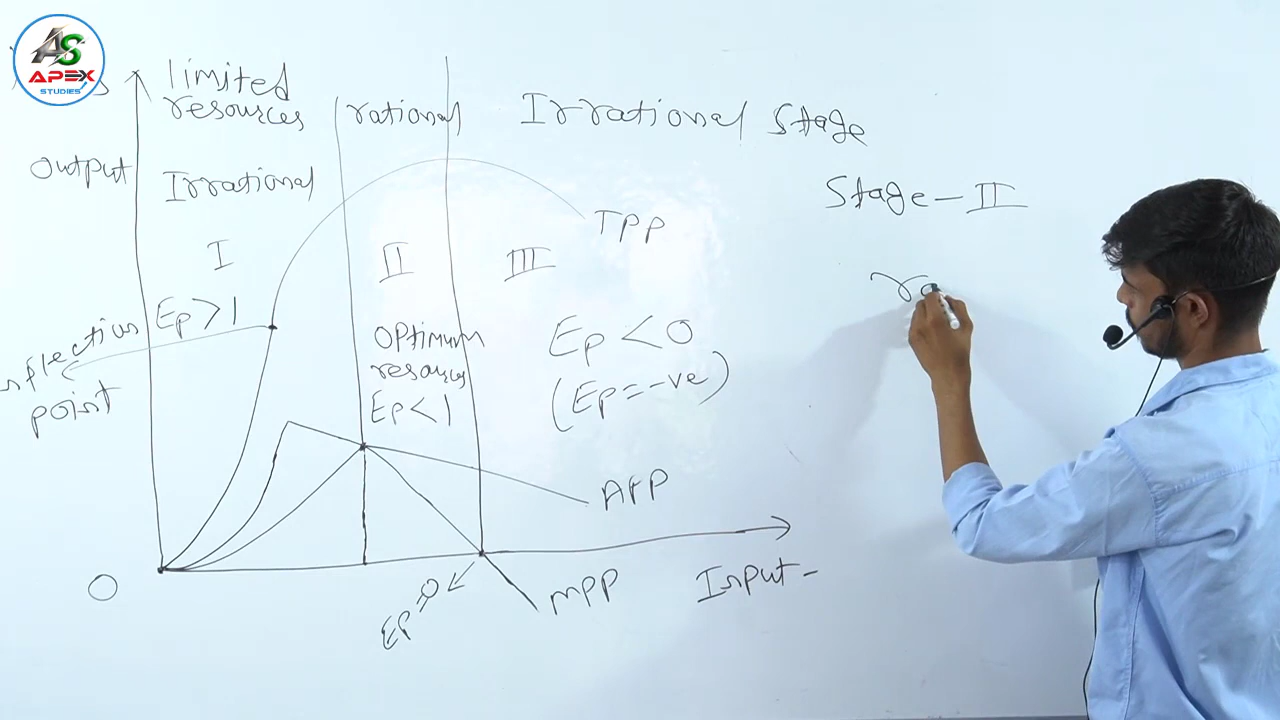 AS
APEX
STUDIES
limited
resources
rational
Irrational Stage
Output
Irrational
Stage - II
TPP
I
II
III
ra
Ep > 1
inflection
point
Optimum
resources
Ep < 1
Ep < 0
(Ep = -ve)
APP
O
Ep = 0
MPP
Input -